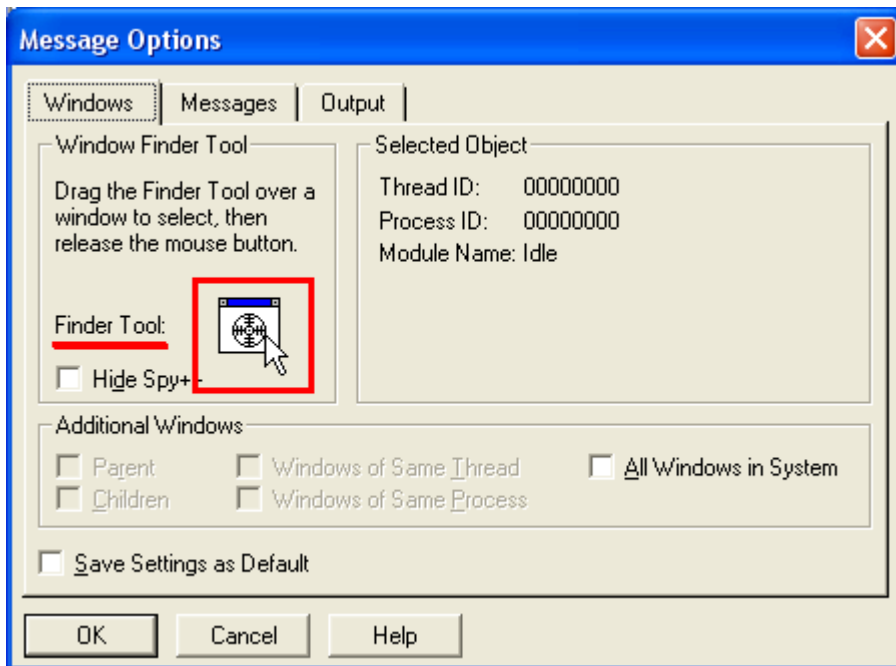 Message Options
Windows Messages Output
Window Finder Tool
Drag the Finder Tool over a
window to select, then
release the mouse button.
Finder Tool:
Hide Spy++
Selected Object
Thread ID: 00000000
Process ID: 00000000
Module Name: Idle
Additional Windows
Parent Windows of Same Thread All Windows in System
Children Windows of Same Process
Save Settings as Default
OK Cancel Help